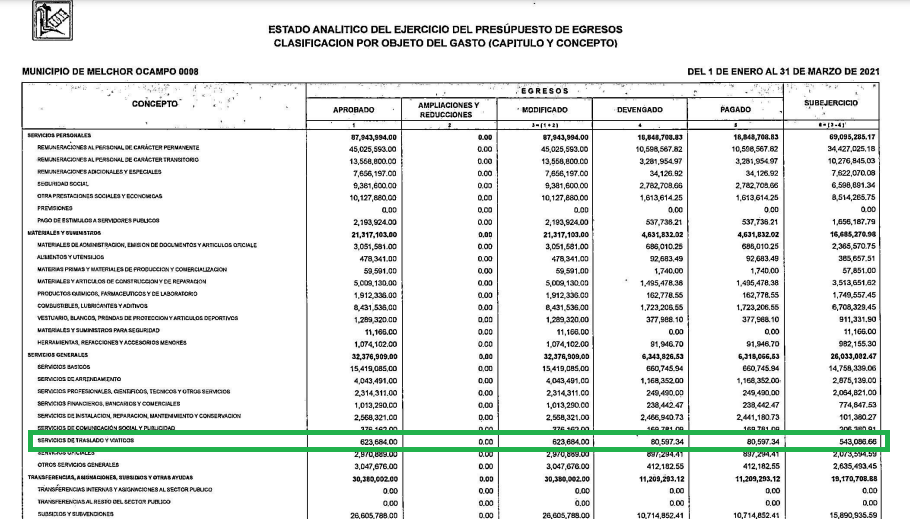 ESTADO ANALITICO DEL EJERCICIO DEL PRESUPUESTO DE EGRESOS
CLASIFICACION POR OBJETO DEL GASTO (CAPITULO Y CONCEPTO)
MUNICIPIO DE MELCHOR OCAMPO 0008 DEL 1 DE ENERO AL 31 DE MARZO DE 2021
EGRESOS
CONCEPTO APROBADO AMPLIACIONES Y REDUCCIONES MODIFICADO DEVENGADO PAGADO SUBEJERCICIO
1 2 3=(1+2) 4 5 6=(3-4)
SERVICIOS PERSONALES 87,943,594.00 0.00 87,943,594.00 18,848,708.83 18,848,708.83 69,095,285.17
REMUNERACIONES AL PERSONAL DE CARÁCTER PERMANENTE 45,025,593.00 0.00 45,025,593.00 10,598,567.82 10,598,567.82 34,427,025.18
REMUNERACIONES AL PERSONAL DE CARÁCTER TRANSITORIO 13,558,800.00 0.00 13,558,800.00 3,281,954.97 3,281,954.97 10,276,845.03
REMUNERACIONES ADICIONALES Y ESPECIALES 7,656,197.00 0.00 7,656,197.00 34,126.92 34,126.92 7,622,070.08
SEGURIDAD SOCIAL 9,381,600.00 0.00 9,381,600.00 2,782,708.66 2,782,708.66 6,598,891.34
OTRA PRESTACIONES SOCIALES Y ECONOMICAS 10,127,880.00 0.00 10,127,880.00 1,613,614.25 1,613,614.25 8,514,265.75
PREVISIONES 0.00 0.00 0.00 0.00 0.00 0.00
PAGO DE ESTIMULOS A SERVIDORES PUBLICOS 2,193,924.00 0.00 2,193,924.00 537,736.21 537,736.21 1,656,187.79
MATERIALES Y SUMINISTROS 21,317,103.00 0.00 21,317,103.00 4,631,832.02 4,631,832.02 16,685,270.98
MATERIALES DE ADMINISTRACION, EMISION DE DOCUMENTOS Y ARTICULOS OFICIALE 3,051,581.00 0.00 3,051,581.00 686,010.25 686,010.25 2,365,570.75
ALIMENTOS Y UTENSILIOS 478,341.00 0.00 478,341.00 92,683.49 92,683.49 385,657.51
MATERIAS PRIMAS Y MATERIALES DE PRODUCCION Y COMERCIALIZACION 59,591.00 0.00 59,591.00 1,740.00 1,740.00 57,851.00
MATERIALES Y ARTICULOS DE CONSTRUCCION Y DE REPARACION 5,009,130.00 0.00 5,009,130.00 1,495,478.38 1,495,478.38 3,513,651.62
PRODUCTOS QUIMICOS, FARMACEUTICOS Y DE LABORATORIO 1,912,336.00 0.00 1,912,336.00 162,778.55 162,778.55 1,749,557.45
COMBUSTIBLES, LUBRICANTES Y ADITIVOS 8,431,536.00 0.00 8,431,536.00 1,723,206.55 1,723,206.55 6,708,329.45
VESTUARIO, BLANCOS, PRENDAS DE PROTECCION Y ARTICULOS DEPORTIVOS 1,289,320.00 0.00 1,289,320.00 377,988.10 377,988.10 911,331.90
MATERIALES Y SUMINISTROS PARA SEGURIDAD 11,166.00 0.00 11,166.00 0.00 0.00 11,166.00
HERRAMIENTAS, REFACCIONES Y ACCESORIOS MENORES 1,074,102.00 0.00 1,074,102.00 91,946.70 91,946.70 982,155.30
SERVICIOS GENERALES 32,376,909.00 0.00 32,376,909.00 6,343,826.53 6,318,066.53 26,033,082.47
SERVICIOS BASICOS 15,419,085.00 0.00 15,419,085.00 660,745.94 660,745.94 14,758,339.06
SERVICIOS DE ARRENDAMIENTO 4,043,491.00 0.00 4,043,491.00 1,168,352.00 1,168,352.00 2,875,139.00
SERVICIOS PROFESIONALES, CIENTIFICOS, TECNICOS Y OTROS SERVICIOS 2,314,311.00 0.00 2,314,311.00 249,490.00 249,490.00 2,064,821.00
SERVICIOS FINANCIEROS, BANCARIOS Y COMERCIALES 1,013,290.00 0.00 1,013,290.00 238,442.47 238,442.47 774,847.53
SERVICIOS DE INSTALACION, REPARACION, MANTENIMIENTO Y CONSERVACION 2,568,321.00 0.00 2,568,321.00 2,466,940.73 2,441,180.73 101,380.27
SERVICIOS DE COMUNICACIÓN SOCIAL Y PUBLICIDAD 376,162.00 0.00 376,162.00 169,781.09 169,781.09 206,380.91
SERVICIOS DE TRASLADO Y VIATICOS 623,684.00 0.00 623,684.00 80,597.34 80,597.34 543,086.66
SERVICIOS OFICIALES 2,970,889.00 0.00 2,970,889.00 897,294.41 897,294.41 2,073,594.59
OTROS SERVICIOS GENERALES 3,047,676.00 0.00 3,047,676.00 412,182.55 412,182.55 2,635,493.45
TRANSFERENCIAS, ASIGNACIONES, SUBSIDIOS Y OTRAS AYUDAS 30,380,002.00 0.00 30,380,002.00 11,209,293.12 11,209,293.12 19,170,708.88
TRANSFERENCIAS INTERNAS Y ASIGNACIONES AL SECTOR PUBLICO 0.00 0.00 0.00 0.00 0.00 0.00
TRANSFERENCIAS AL RESTO DEL SECTOR PUBLICO 0.00 0.00 0.00 0.00 0.00 0.00
SUBSIDIOS Y SUBVENCIONES 26,605,788.00 0.00 26,605,788.00 10,714,852.41 10,714,852.41 15,890,935.59